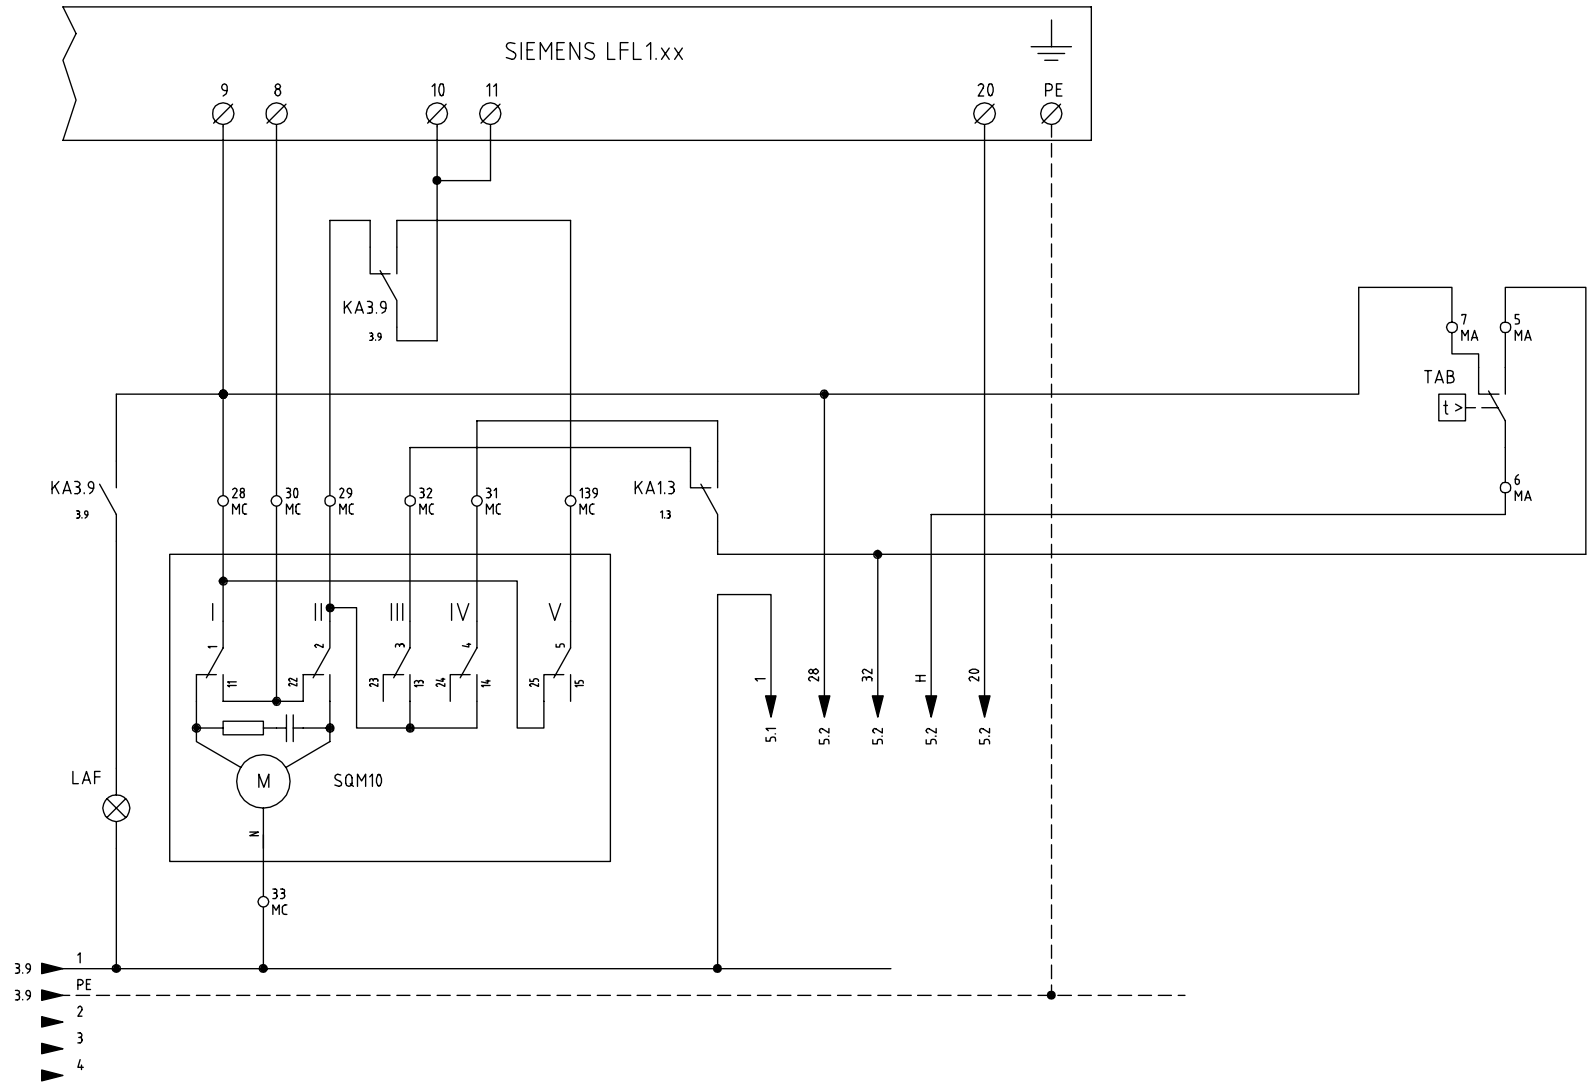 SIEMENS LFL1.xx
9 8 10 11 20 PE
KA3.9
3.9
7 MA
5 MA
TAB
t >
KA3.9
3.9
28 MC
30 MC
29 MC
32 MC
31 MC
139 MC
KA1.3
1.3
6 MA
I II III IV V
1 2 3 4 5
11 22 23 13 24 14 25 15
1 28 32 H 20
5.1 5.2 5.2 5.2 5.2
LAF
M
SQM10
N
33 MC
3.9 1
3.9 PE
2
3
4